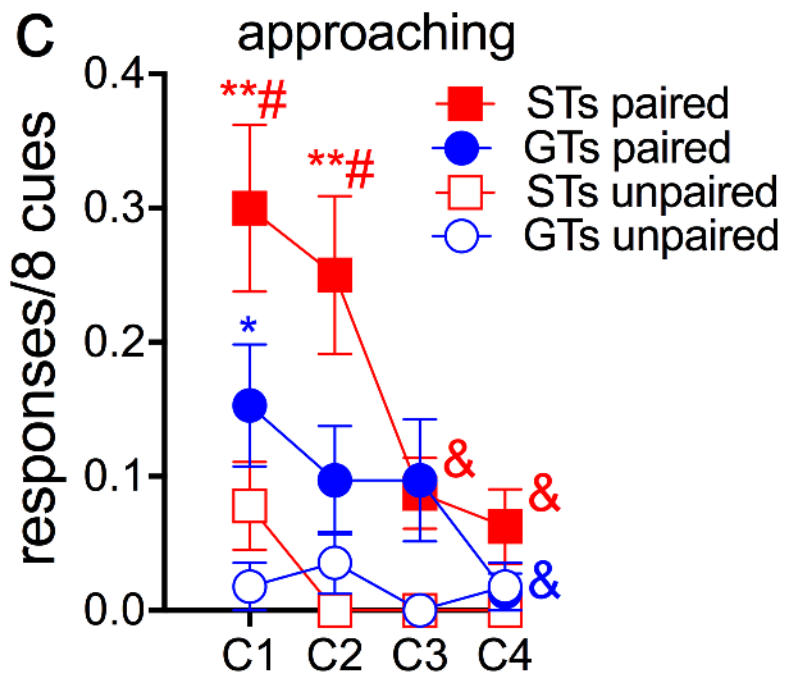 C
approaching
responses/8 cues
0.4
0.3
0.2
0.1
0.0
**#
**#
*
&
&
&
STs paired
GTs paired
STs unpaired
GTs unpaired
C1 C2 C3 C4